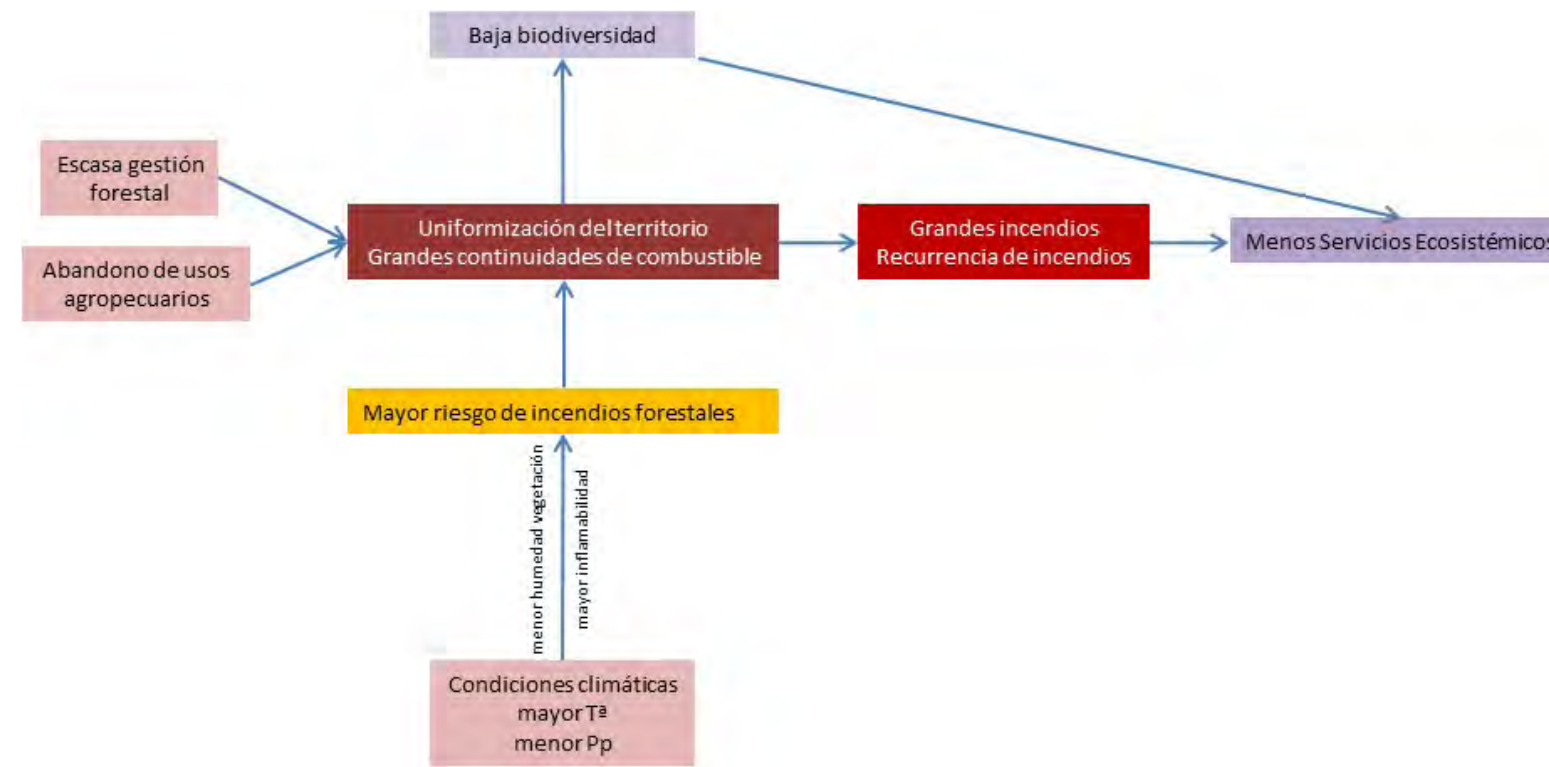 Baja biodiversidad
Escasa gestión
forestal
Abandono de usos
agropecuarios
Uniformización del territorio
Grandes continuidades de combustible
Grandes incendios
Recurrencia de incendios
Menos Servicios Ecosistémicos
Mayor riesgo de incendios forestales
menor humedad vegetación
mayor inflamabilidad
Condiciones climáticas
mayor Tª
menor Pp